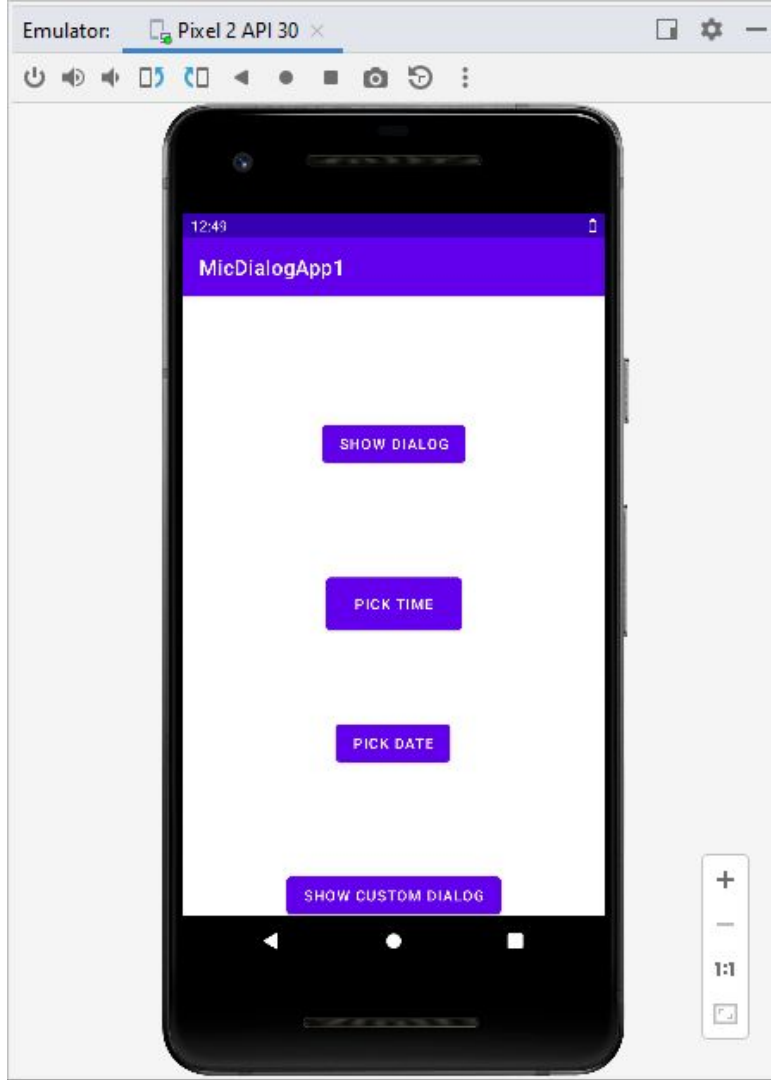 Emulator: Pixel 2 API 30
12:49
MicDialogApp1
SHOW DIALOG
PICK TIME
PICK DATE
SHOW CUSTOM DIALOG
1:1